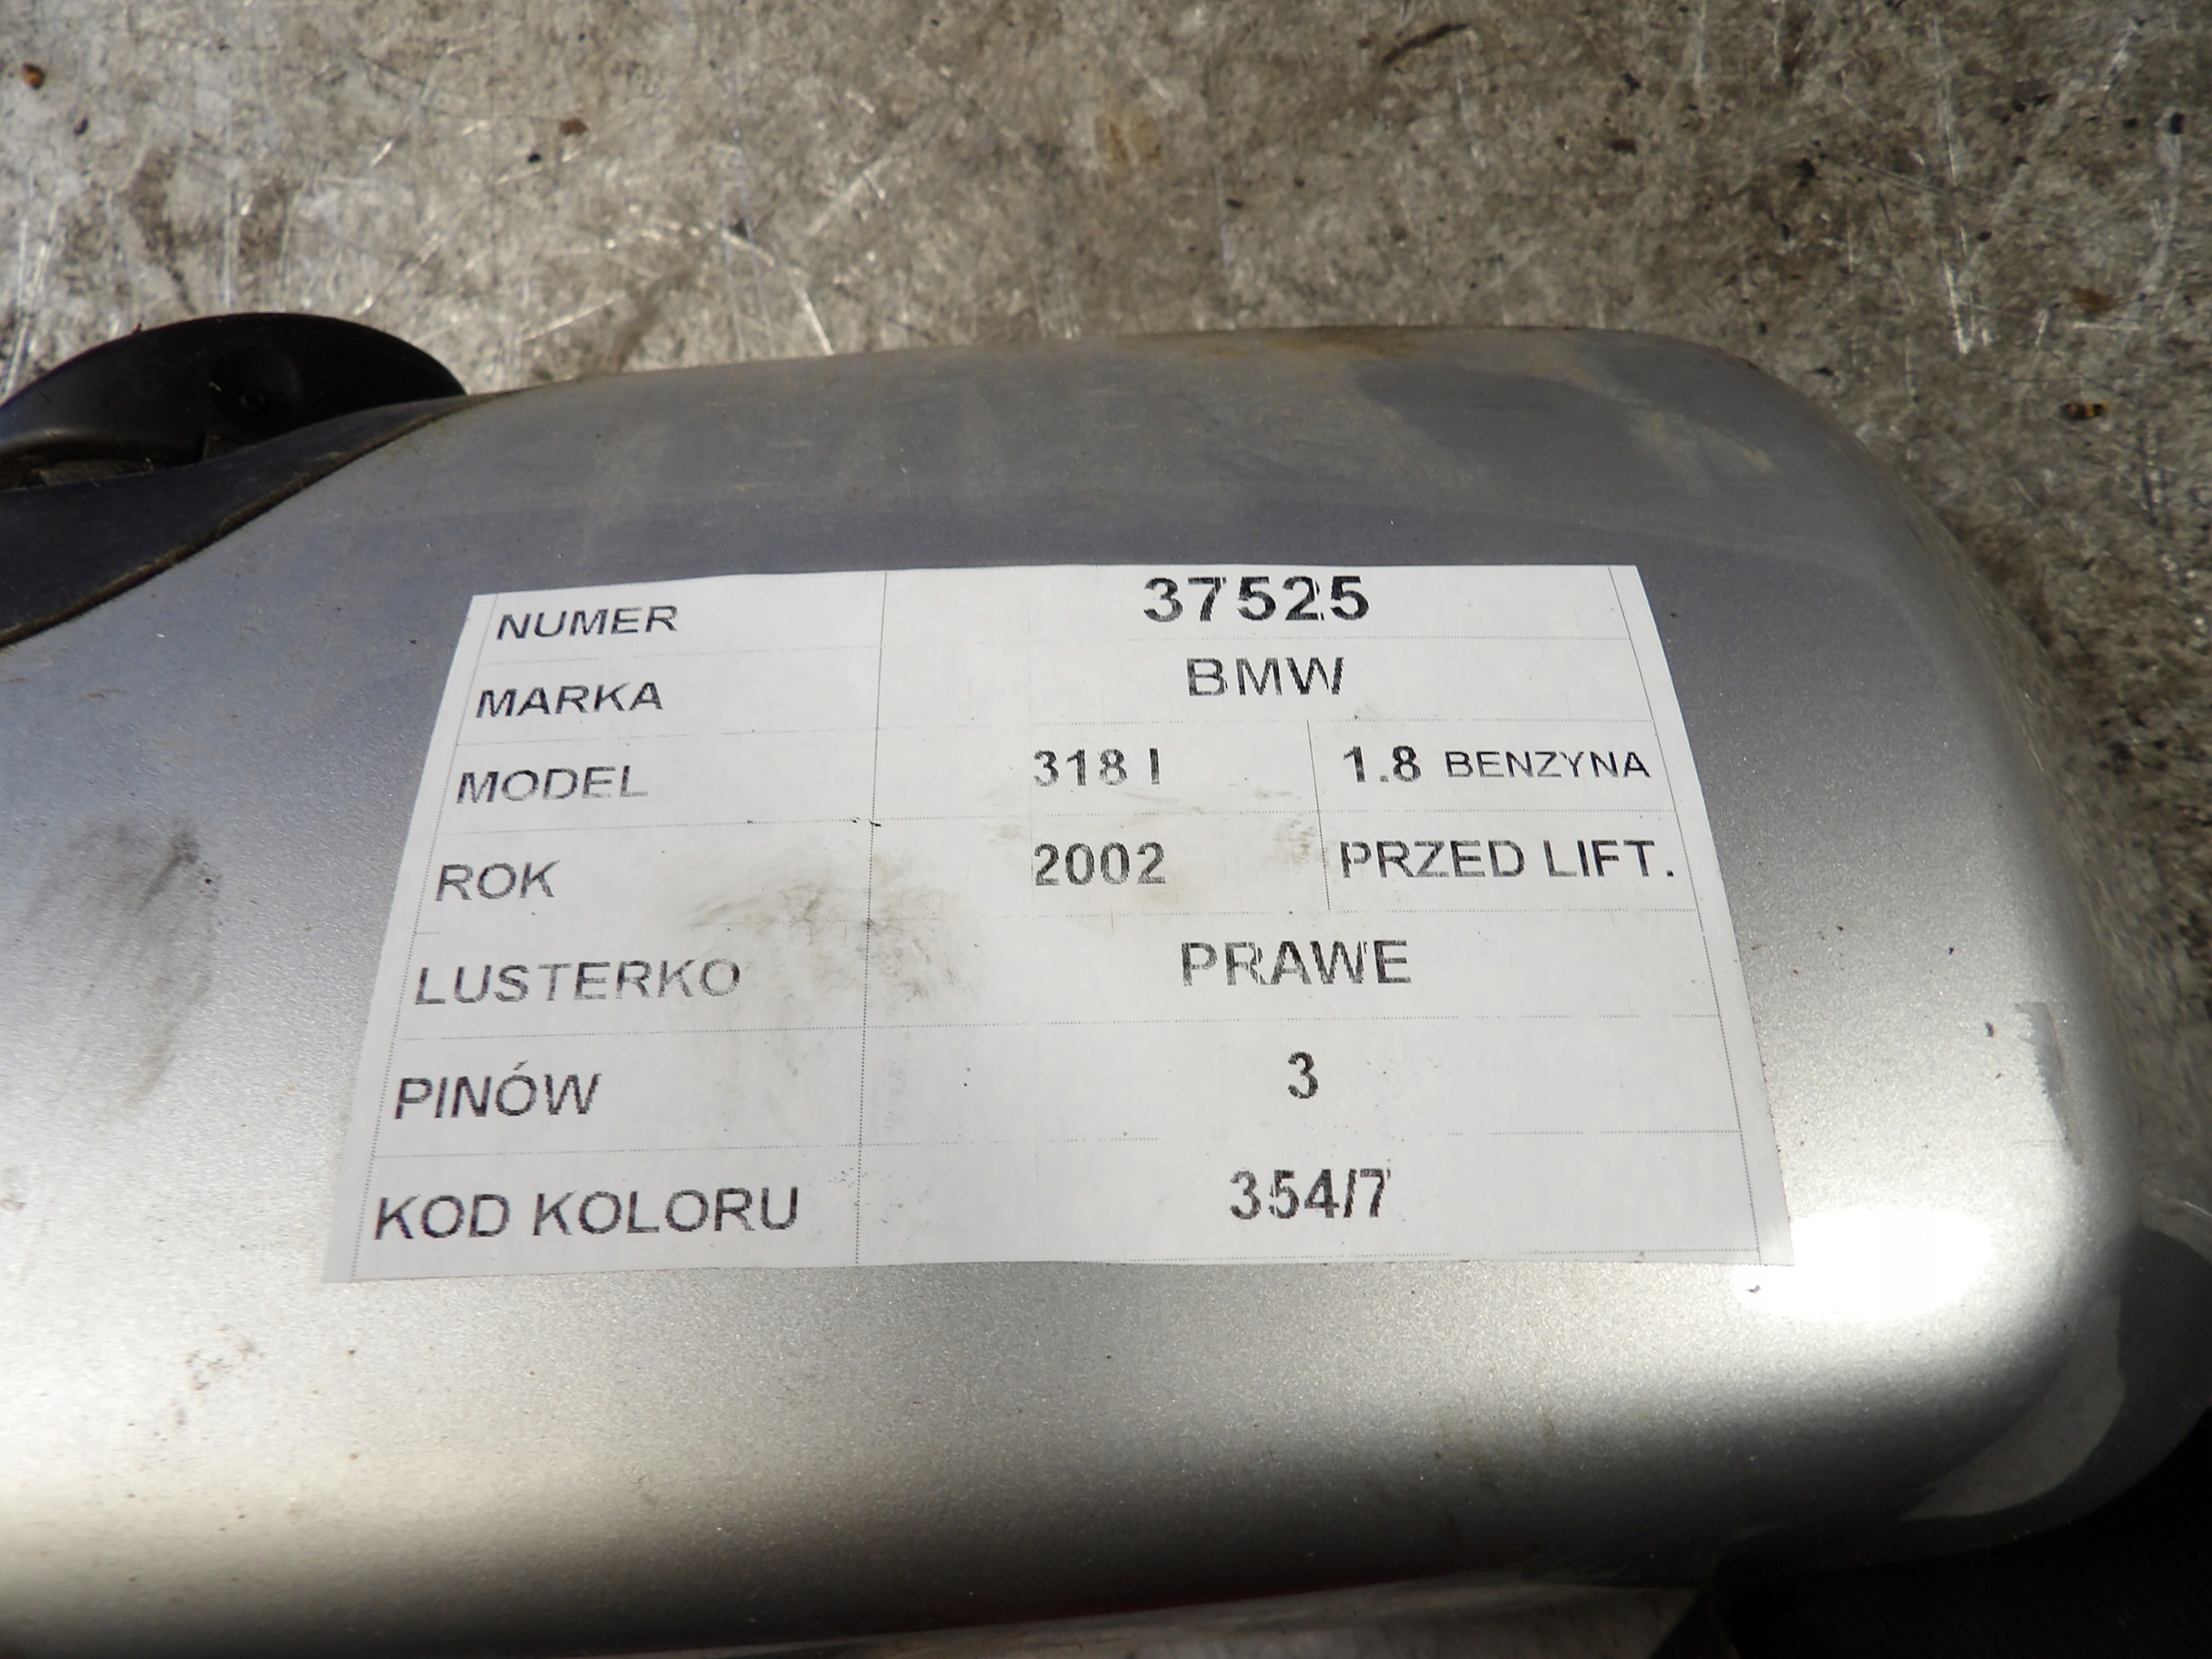 NUMER 37525
MARKA BMW
MODEL 318 I 1.8 BENZYNA
ROK 2002 PRZED LIFT.
LUSTERKO PRAWE
PINÓW 3
KOD KOLORU 354/7